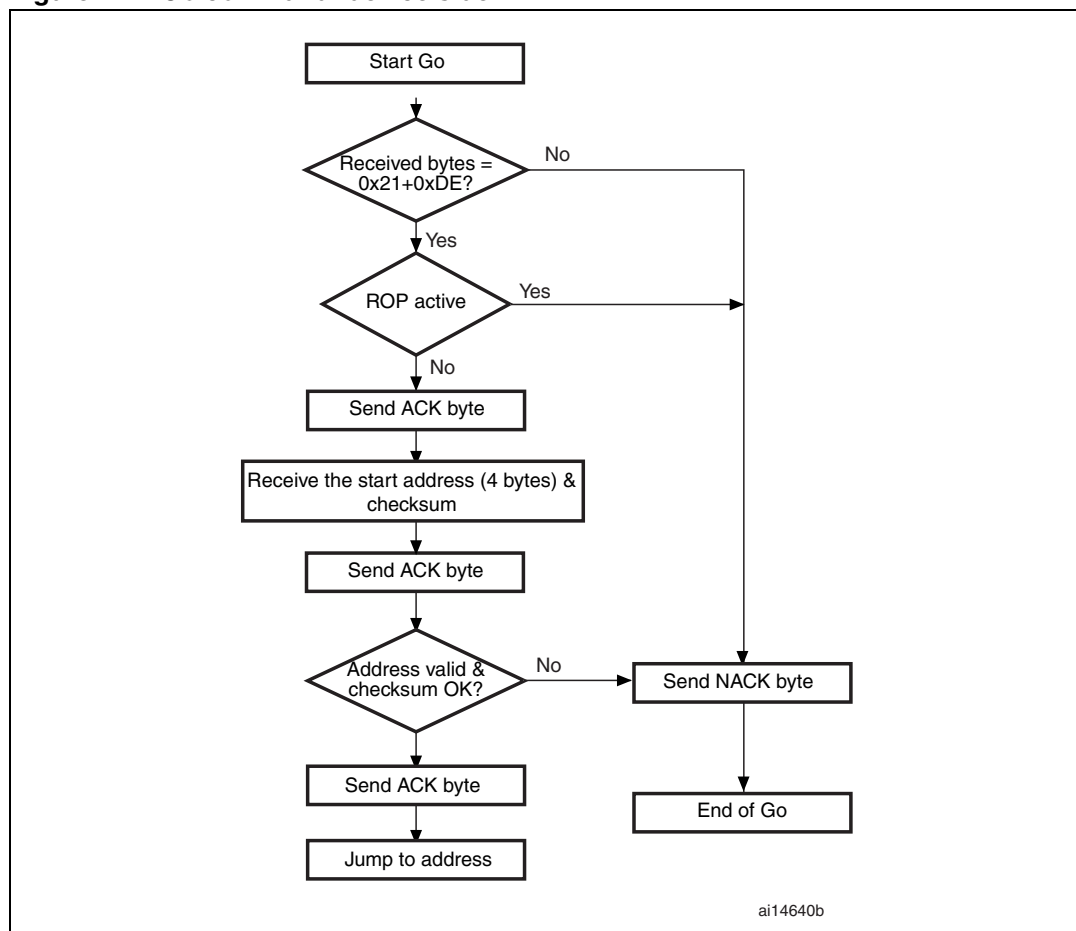 Start Go
Received bytes =
0x21+0xDE?
No
Yes
ROP active
Yes
No
Send ACK byte
Receive the start address (4 bytes) &
checksum
Send ACK byte
Address valid &
checksum OK?
No
Send NACK byte
Send ACK byte
End of Go
Jump to address
ai14640b